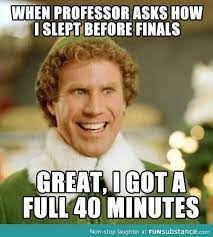 WHEN PROFESSOR ASKS HOW
I SLEPT BEFORE FINALS
GREAT, I GOT A
FULL 40 MINUTES
Non-stop laughter at FUNsubstance.com